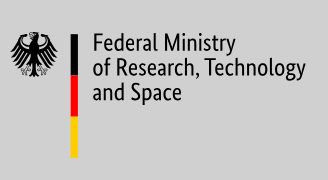 Federal Ministry
of Research, Technology
and Space